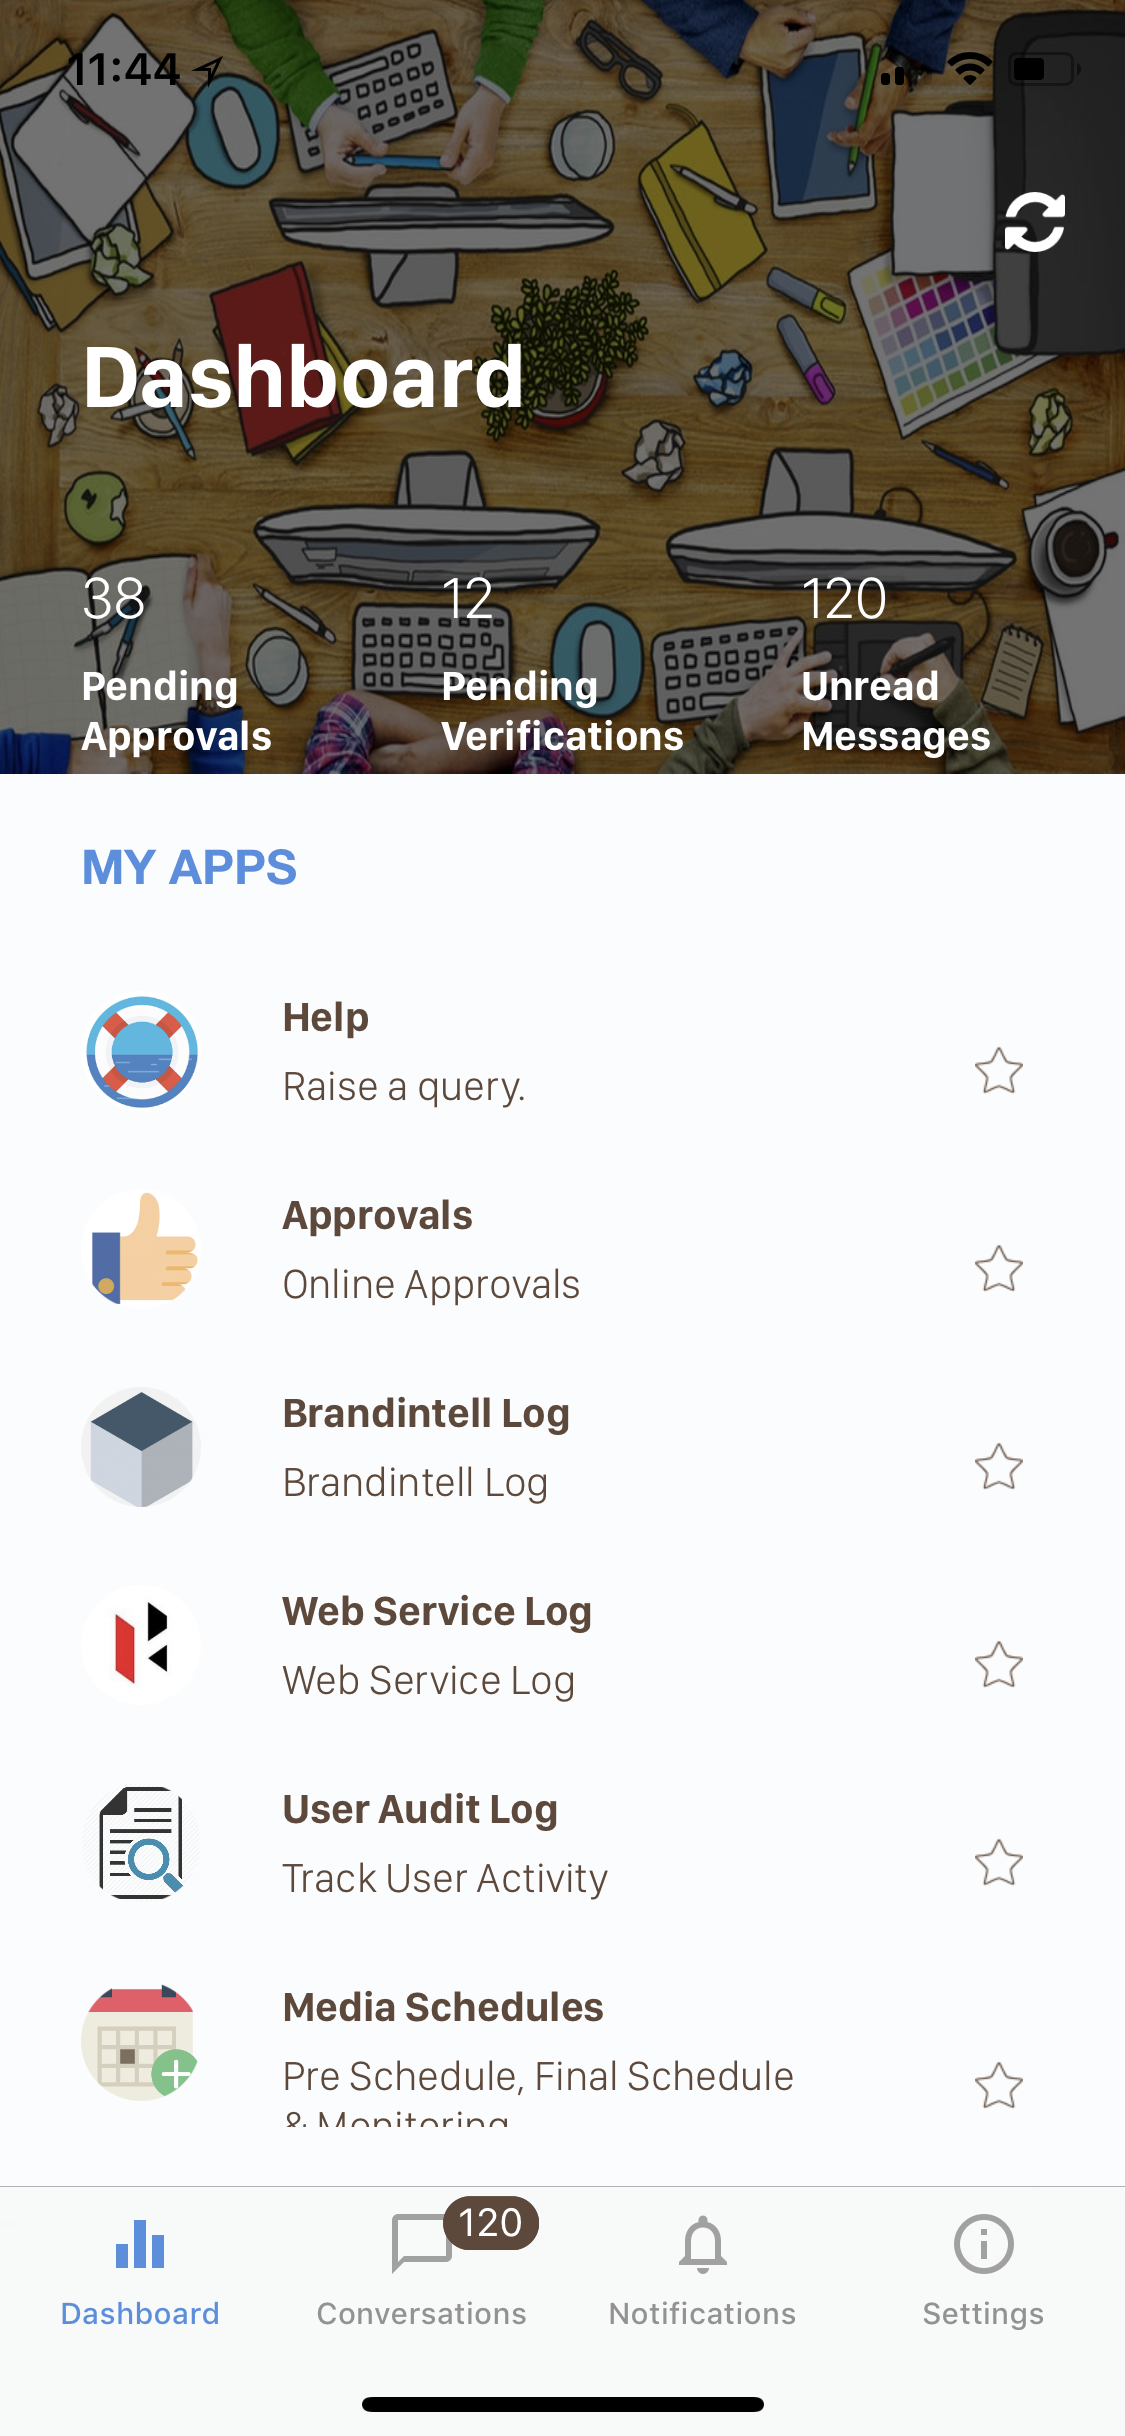 11:44
Dashboard
38
12
120
Pending
Approvals
Pending
Verifications
Unread
Messages
MY APPS
Help
Raise a query.
Approvals
Online Approvals
Brandintell Log
Brandintell Log
Web Service Log
Web Service Log
User Audit Log
Track User Activity
Media Schedules
Pre Schedule, Final Schedule
& Monitoring
120
Dashboard
Conversations
Notifications
Settings